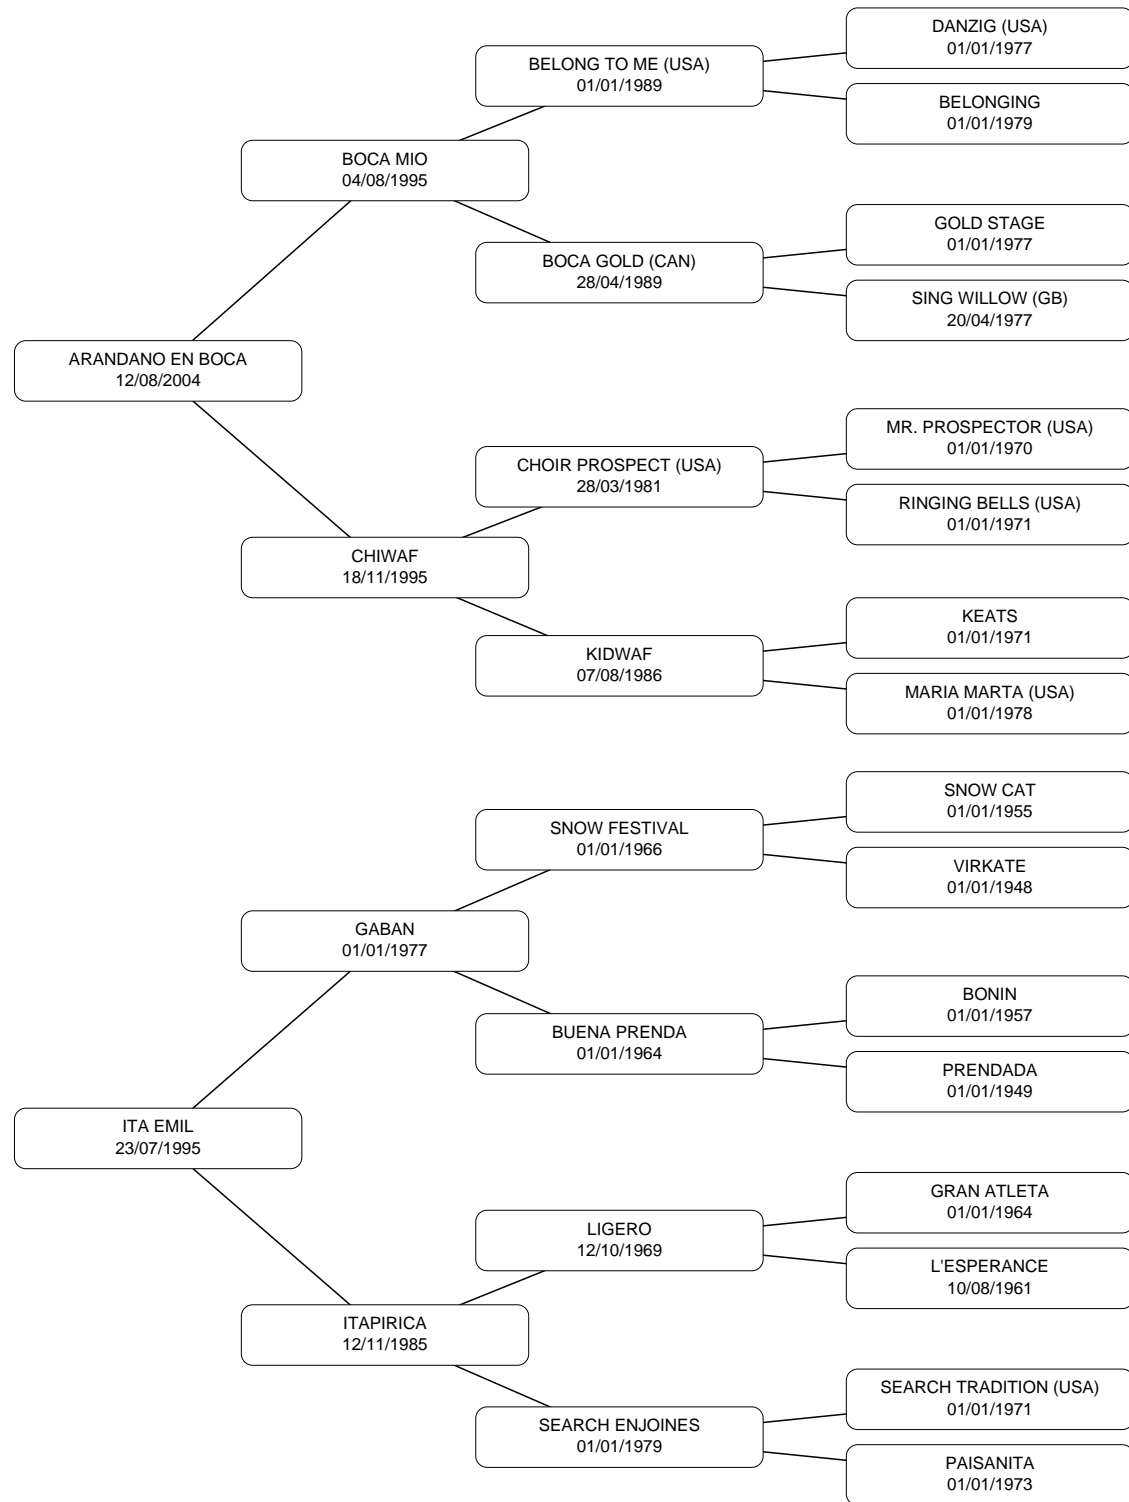 DANZIG (USA)
01/01/1977
BELONG TO ME (USA)
01/01/1989
BELONGING
01/01/1979
BOCA MIO
04/08/1995
GOLD STAGE
01/01/1977
BOCA GOLD (CAN)
28/04/1989
SING WILLOW (GB)
20/04/1977
ARANDANO EN BOCA
12/08/2004
MR. PROSPECTOR (USA)
01/01/1970
CHOIR PROSPECT (USA)
28/03/1981
RINGING BELLS (USA)
01/01/1971
CHIWAF
18/11/1995
KEATS
01/01/1971
KIDWAF
07/08/1986
MARIA MARTA (USA)
01/01/1978
SNOW CAT
01/01/1955
SNOW FESTIVAL
01/01/1966
VIRKATE
01/01/1948
GABAN
01/01/1977
BONIN
01/01/1957
BUENA PRENDA
01/01/1964
PRENDADA
01/01/1949
ITA EMIL
23/07/1995
GRAN ATLETA
01/01/1964
LIGERO
12/10/1969
L'ESPERANCE
10/08/1961
ITAPIRICA
12/11/1985
SEARCH TRADITION (USA)
01/01/1971
SEARCH ENJOINES
01/01/1979
PAISANITA
01/01/1973